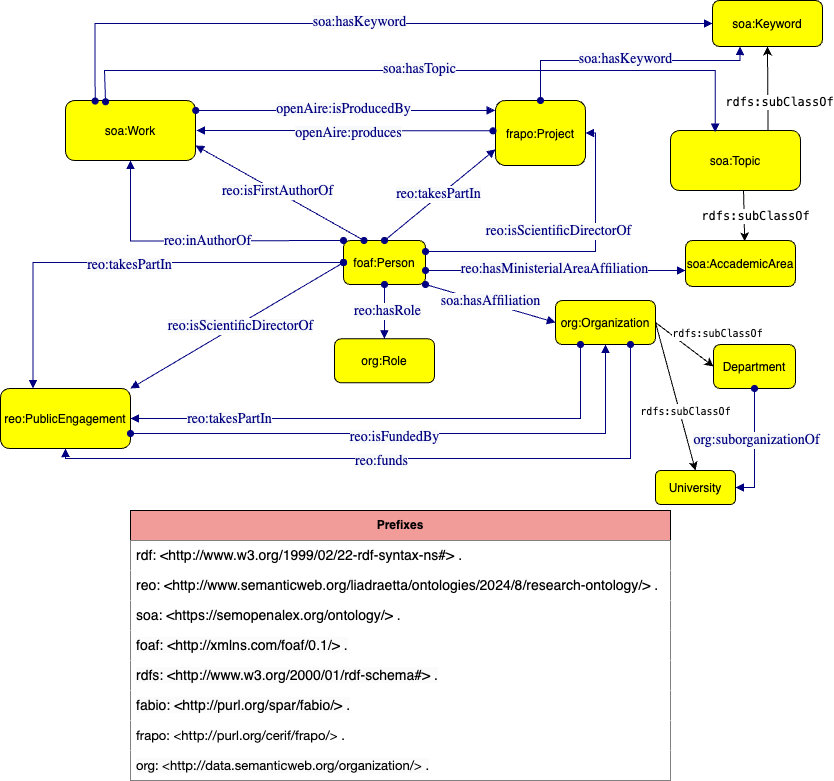 soa:hasKeyword
soa:Keyword
soa:hasKeyword
soa:hasTopic
rdfs:subClassOf
openAire:isProducedBy
soa:Work
openAire:produces
frapo:Project
soa:Topic
reo:isFirstAuthorOf
reo:takesPartIn
rdfs:subClassOf
reo:isScientificDirectorOf
reo:inAuthorOf
reo:takesPartIn
foaf:Person
reo:hasMinisterialAreaAffiliation
soa:AccademicArea
soa:hasAffiliation
reo:hasRole
reo:isScientificDirectorOf
org:Organization
rdfs:subClassOf
org:Role
Department
rdfs:subClassOf
reo:PublicEngagement
reo:takesPartIn
reo:isFundedBy
org:suborganizationOf
reo:funds
University
Prefixes
rdf: <http://www.w3.org/1999/02/22-rdf-syntax-ns#> .
reo: <http://www.semanticweb.org/liadraetta/ontologies/2024/8/research-ontology/> .
soa: <https://semopenalex.org/ontology/> .
foaf: <http://xmlns.com/foaf/0.1/> .
rdfs: <http://www.w3.org/2000/01/rdf-schema#> .
fabio: <http://purl.org/spar/fabio/> .
frapo: <http://purl.org/cerif/frapo/> .
org: <http://data.semanticweb.org/organization/> .